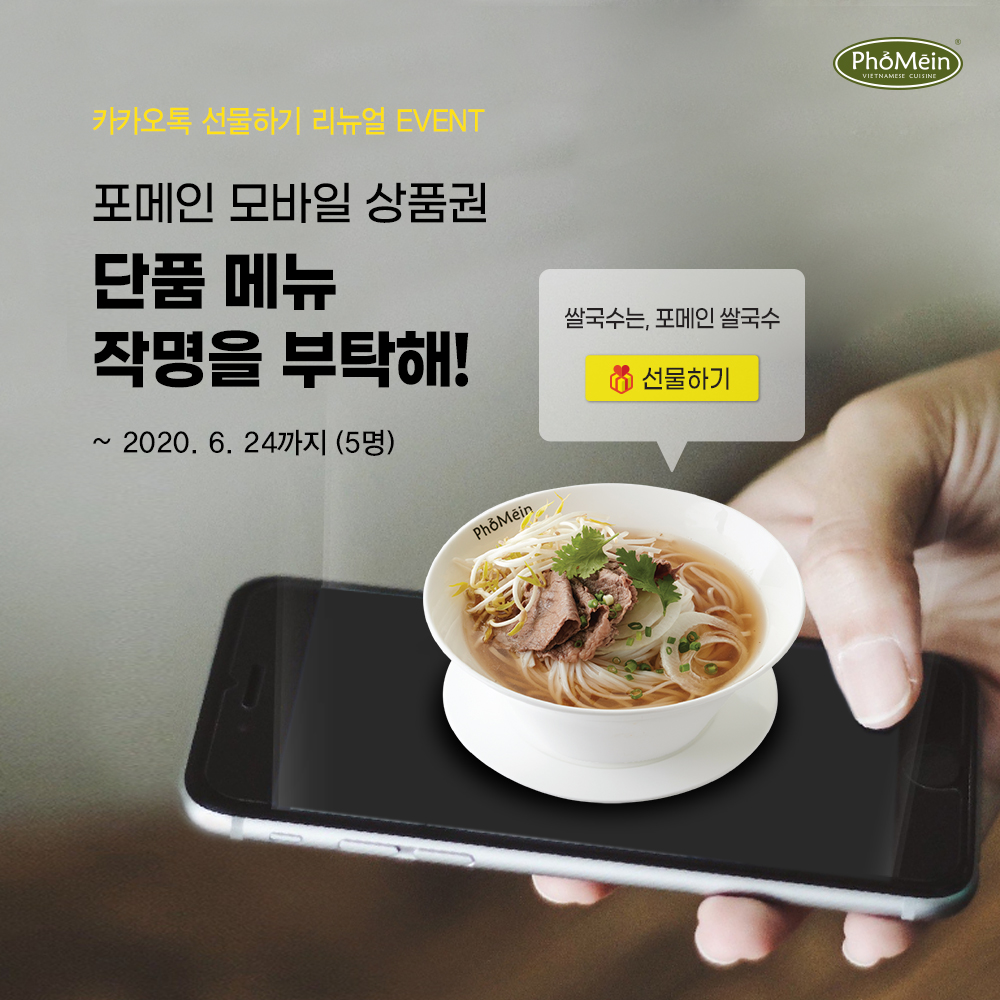 PhỏMēin®
VIETNAMESE CUISINE
카카오톡 선물하기 리뉴얼 EVENT
포메인 모바일 상품권
단품 메뉴
작명을 부탁해!
~ 2020. 6. 24까지 (5명)
쌀국수는, 포메인 쌀국수
선물하기
PhỏMēin